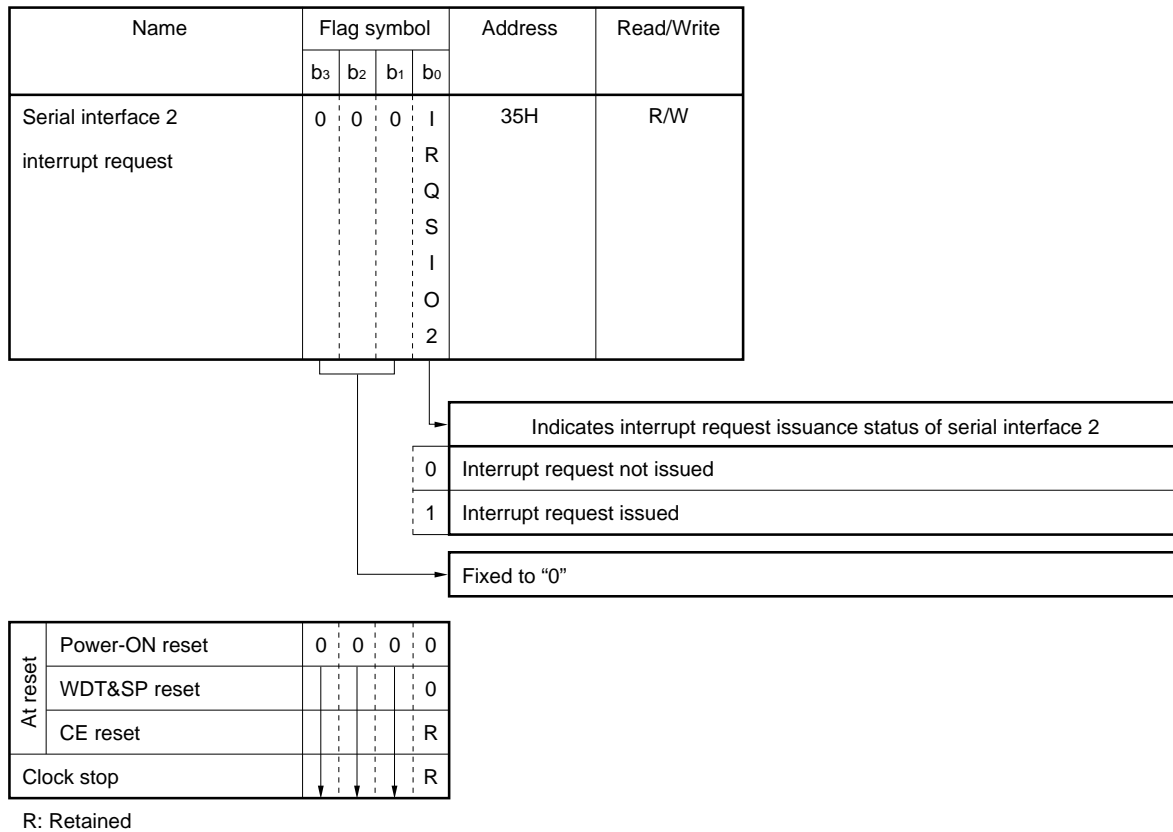 Name Flag symbol Address Read/Write
b3 b2 b1 b0
Serial interface 2 0 0 0 I 35H R/W
interrupt request R
Q
S
I
O
2
Indicates interrupt request issuance status of serial interface 2
0 Interrupt request not issued
1 Interrupt request issued
Fixed to “0”
At reset
Power-ON reset 0 0 0 0
WDT&SP reset 0
CE reset R
Clock stop R
R: Retained